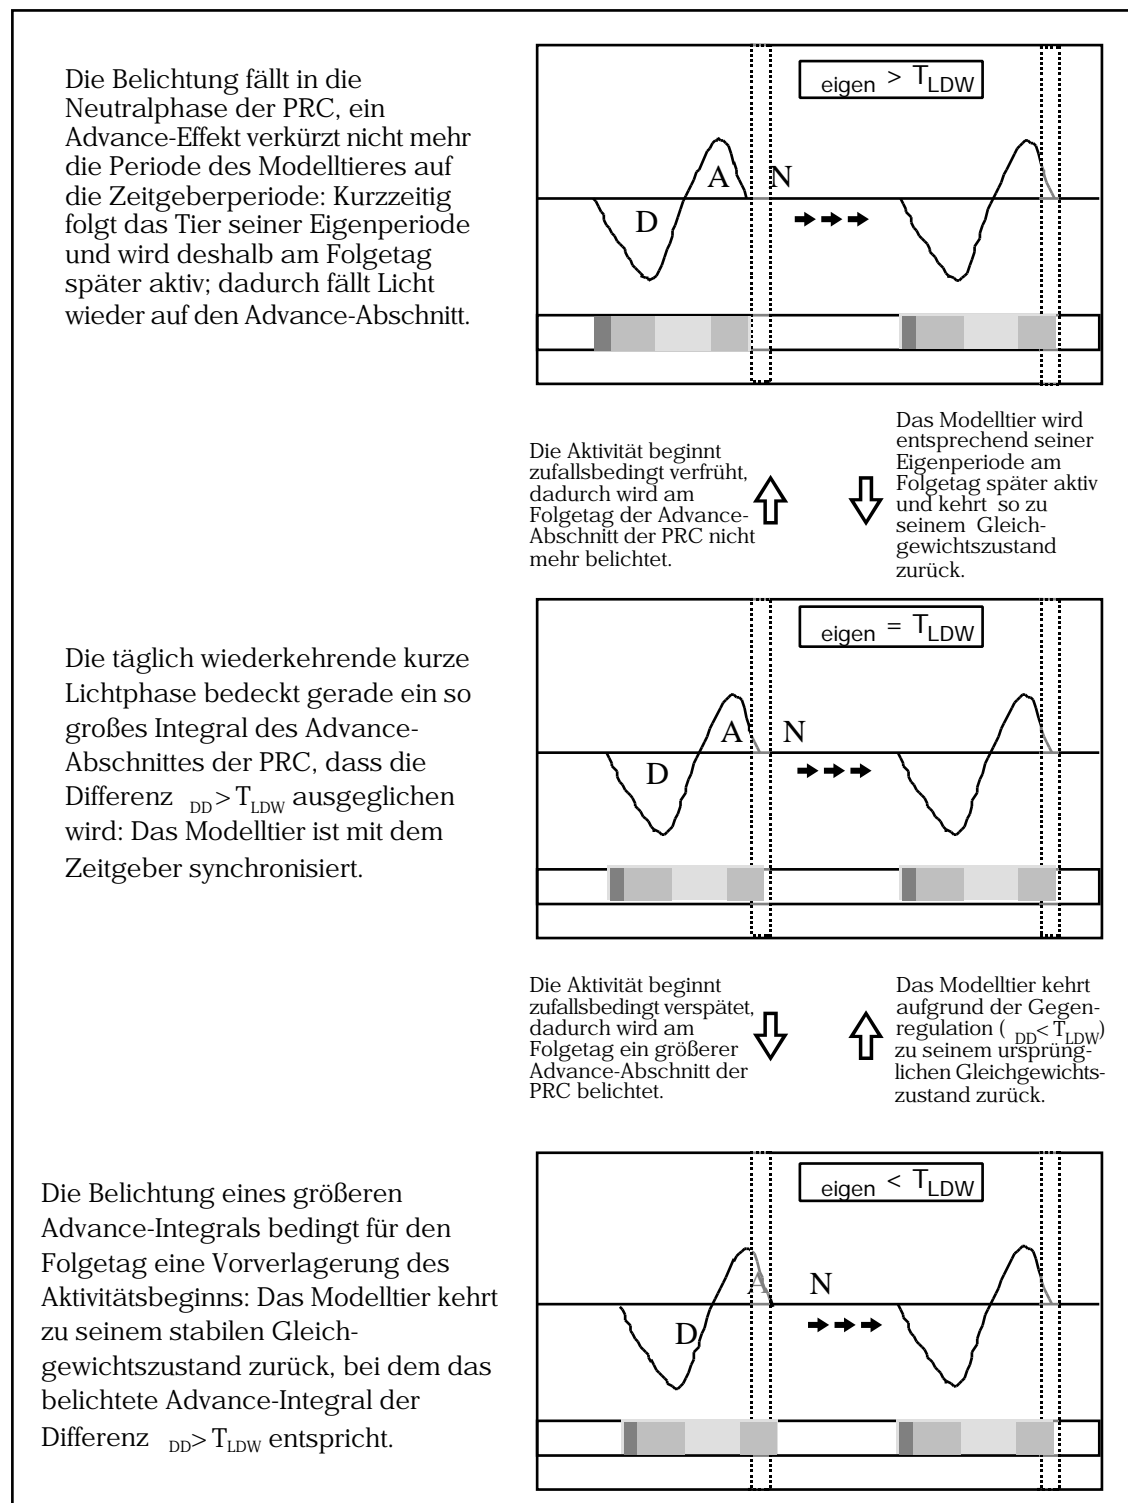 Die Belichtung fällt in die
Neutralphase der PRC, ein
Advance-Effekt verkürzt nicht mehr
die Periode des Modelltieres auf
die Zeitgeberperiode: Kurzzeitig
folgt das Tier seiner Eigenperiode
und wird deshalb am Folgetag
später aktiv; dadurch fällt Licht
wieder auf den Advance-Abschnitt.
eigen > T LDW
A N
D
Die Aktivität beginnt
zufallsbedingt verfrüht,
dadurch wird am
Folgetag der Advance-
Abschnitt der PRC nicht
mehr belichtet.
Das Modelltier wird
entsprechend seiner
Eigenperiode am
Folgetag später aktiv
und kehrt so zu
seinem Gleich-
gewichtszustand
zurück.
Die täglich wiederkehrende kurze
Lichtphase bedeckt gerade ein so
großes Integral des Advance-
Abschnittes der PRC, dass die
Differenz DD > T LDW ausgeglichen
wird: Das Modelltier ist mit dem
Zeitgeber synchronisiert.
eigen = T LDW
A N
D
Die Aktivität beginnt
zufallsbedingt verspätet,
dadurch wird am
Folgetag ein größerer
Advance-Abschnitt der
PRC belichtet.
Das Modelltier kehrt
aufgrund der Gegen-
regulation ( DD < T LDW)
zu seinem ursprüng-
lichen Gleichgewichts-
zustand zurück.
Die Belichtung eines größeren
Advance-Integrals bedingt für den
Folgetag eine Vorverlagerung des
Aktivitätsbeginns: Das Modelltier kehrt
zu seinem stabilen Gleich-
gewichtszustand zurück, bei dem das
belichtete Advance-Integral der
Differenz DD > T LDW entspricht.
eigen < T LDW
A N
D